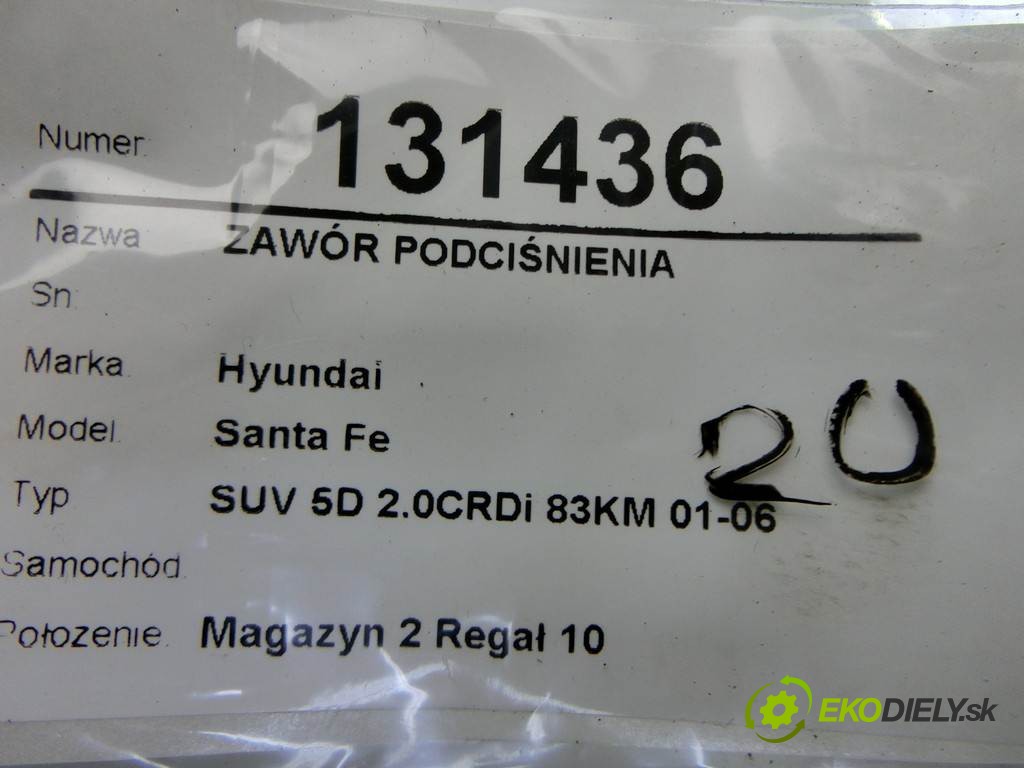 Numer: 131436
Nazwa ZAWÓR PODCIŚNIENIA
Sn:
Marka Hyundai
Model. Santa Fe
Typ SUV 5D 2.0CRDi 83KM 01-06
20
Samochód
Położenie. Magazyn 2 Regał 10
EKODIELY.sk